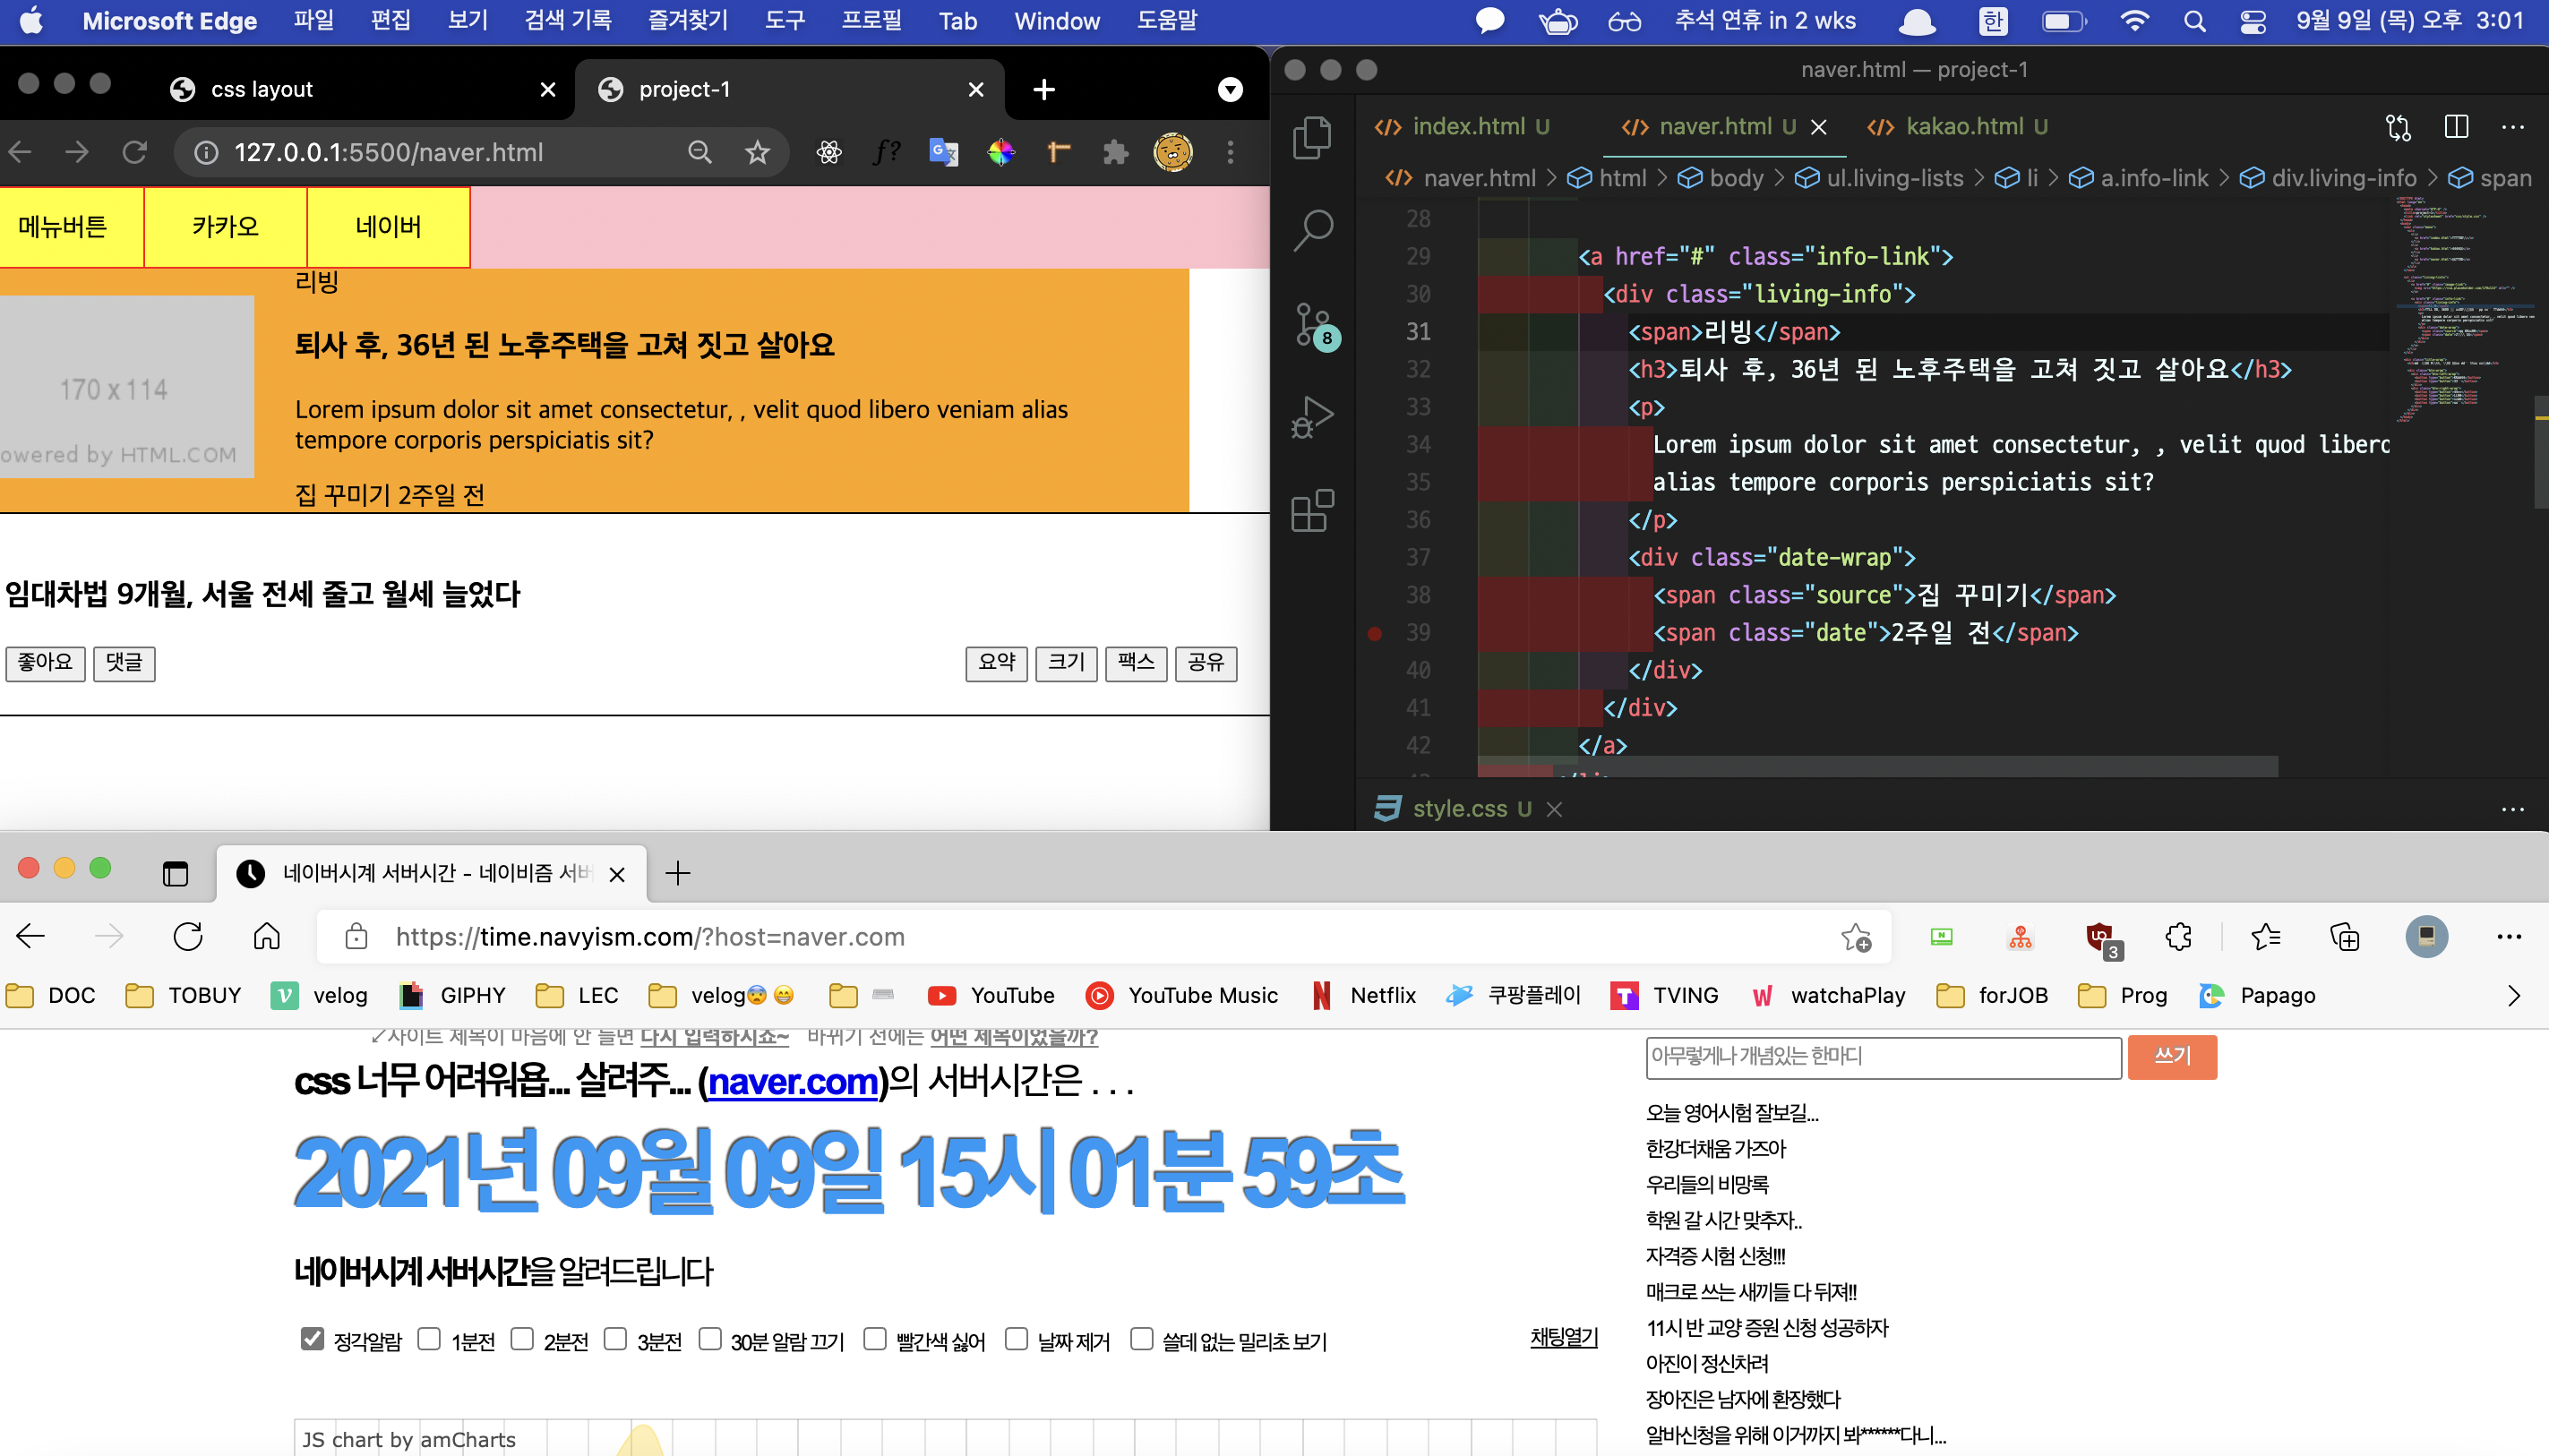 Microsoft Edge 파일 편집 보기 검색 기록 즐겨찾기 도구 프로필 Tab Window 도움말 추석 연휴 in 2 wks 한 9월 9일 (목) 오후 3:01
css layout
project-1
127.0.0.1:5500/naver.html
메뉴버튼 카카오 네이버
리빙
퇴사 후, 36년 된 노후주택을 고쳐 짓고 살아요
170 x 114
owered by HTML.COM
Lorem ipsum dolor sit amet consectetur, , velit quod libero veniam alias
tempore corporis perspiciatis sit?
집 꾸미기 2주일 전
임대차법 9개월, 서울 전세 줄고 월세 늘었다
좋아요 댓글 요약 크기 팩스 공유
naver.html — project-1
index.html U naver.html U kakao.html U
naver.html > html > body > ul.living-lists > li > a.info-link > div.living-info > span
8
28
29 <a href="#" class="info-link">
30 <div class="living-info">
31 <span>리빙</span>
32 <h3>퇴사 후, 36년 된 노후주택을 고쳐 짓고 살아요</h3>
33 <p>
34 Lorem ipsum dolor sit amet consectetur, , velit quod libero
35 alias tempore corporis perspiciatis sit?
36 </p>
37 <div class="date-wrap">
38 <span class="source">집 꾸미기</span>
39 <span class="date">2주일 전</span>
40 </div>
41 </div>
42 </a>
style.css U
네이버시계 서버시간 - 네이비즘 서버
https://time.navyism.com/?host=naver.com
3
DOC TOBUY velog GIPHY LEC velog😨😁 YouTube YouTube Music Netflix 쿠팡플레이 TVING watchaPlay forJOB Prog Papago
↙사이트 제목이 마음에 안 들면 다시 입력하시죠~ 바뀌기 전에는 어떤 제목이었을까?
css 너무 어려워욥... 살려주... (naver.com)의 서버시간은 . . .
2021년 09월 09일 15시 01분 59초
네이버시계 서버시간을 알려드립니다
정각알람 1분전 2분전 3분전 30분 알람 끄기 빨간색 싫어 날짜 제거 쓸데 없는 밀리초 보기 채팅열기
JS chart by amCharts
아무렇게나 개념있는 한마디 쓰기
오늘 영어시험 잘보길...
한강더채움 가즈아
우리들의 비망록
학원 갈 시간 맞추자..
자격증 시험 신청!!!
매크로 쓰는 새끼들 다 뒤져!!
11시 반 교양 증원 신청 성공하자
아진이 정신차려
장아진은 남자에 환장했다
알바신청을 위해 이거까지 봐******다니...